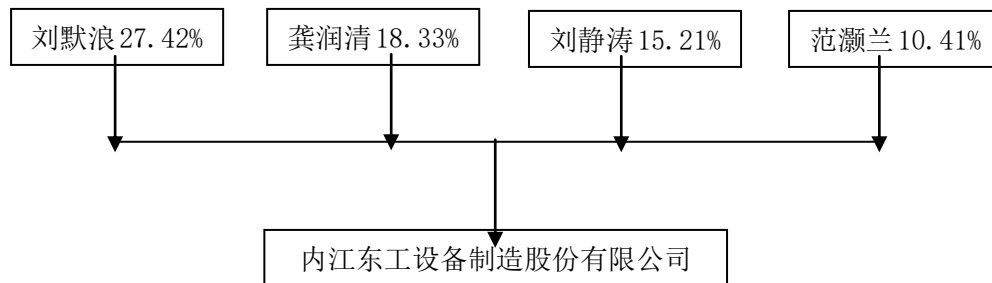 刘默浪27.42%
龚润清18.33%
刘静涛15.21%
范灏兰10.41%
内江东工设备制造股份有限公司